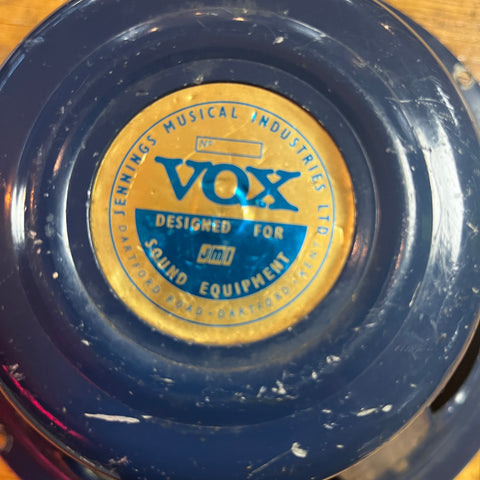 JENNINGS MUSICAL INDUSTRIES LTD
Nº
VOX
DESIGNED FOR
JMI
SOUND EQUIPMENT
DARTFORD ROAD · DARTFORD · KENT